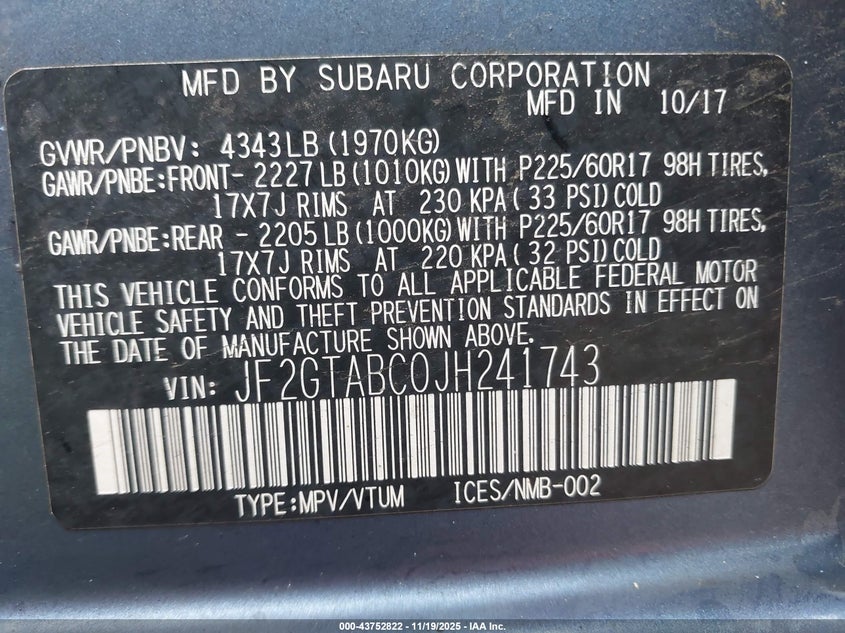 MFD BY SUBARU CORPORATION
MFD IN 10/17
GVWR/PNBV: 4343LB (1970KG)
GAWR/PNBE:FRONT- 2227LB (1010KG) WITH P225/60R17 98H TIRES,
17X7J RIMS AT 230 KPA ( 33 PSI) COLD
GAWR/PNBE:REAR - 2205LB (1000KG) WITH P225/60R17 98H TIRES,
17X7J RIMS AT 220 KPA ( 32 PSI) COLD
THIS VEHICLE CONFORMS TO ALL APPLICABLE FEDERAL MOTOR
VEHICLE SAFETY AND THEFT PREVENTION STANDARDS IN EFFECT ON
THE DATE OF MANUFACTURE SHOWN ABOVE.
VIN: JF2GTABC0JH241743
TYPE:MPV/VTUM ICES/NMB-002
000-43752822 - 11/19/2025 - IAA Inc.